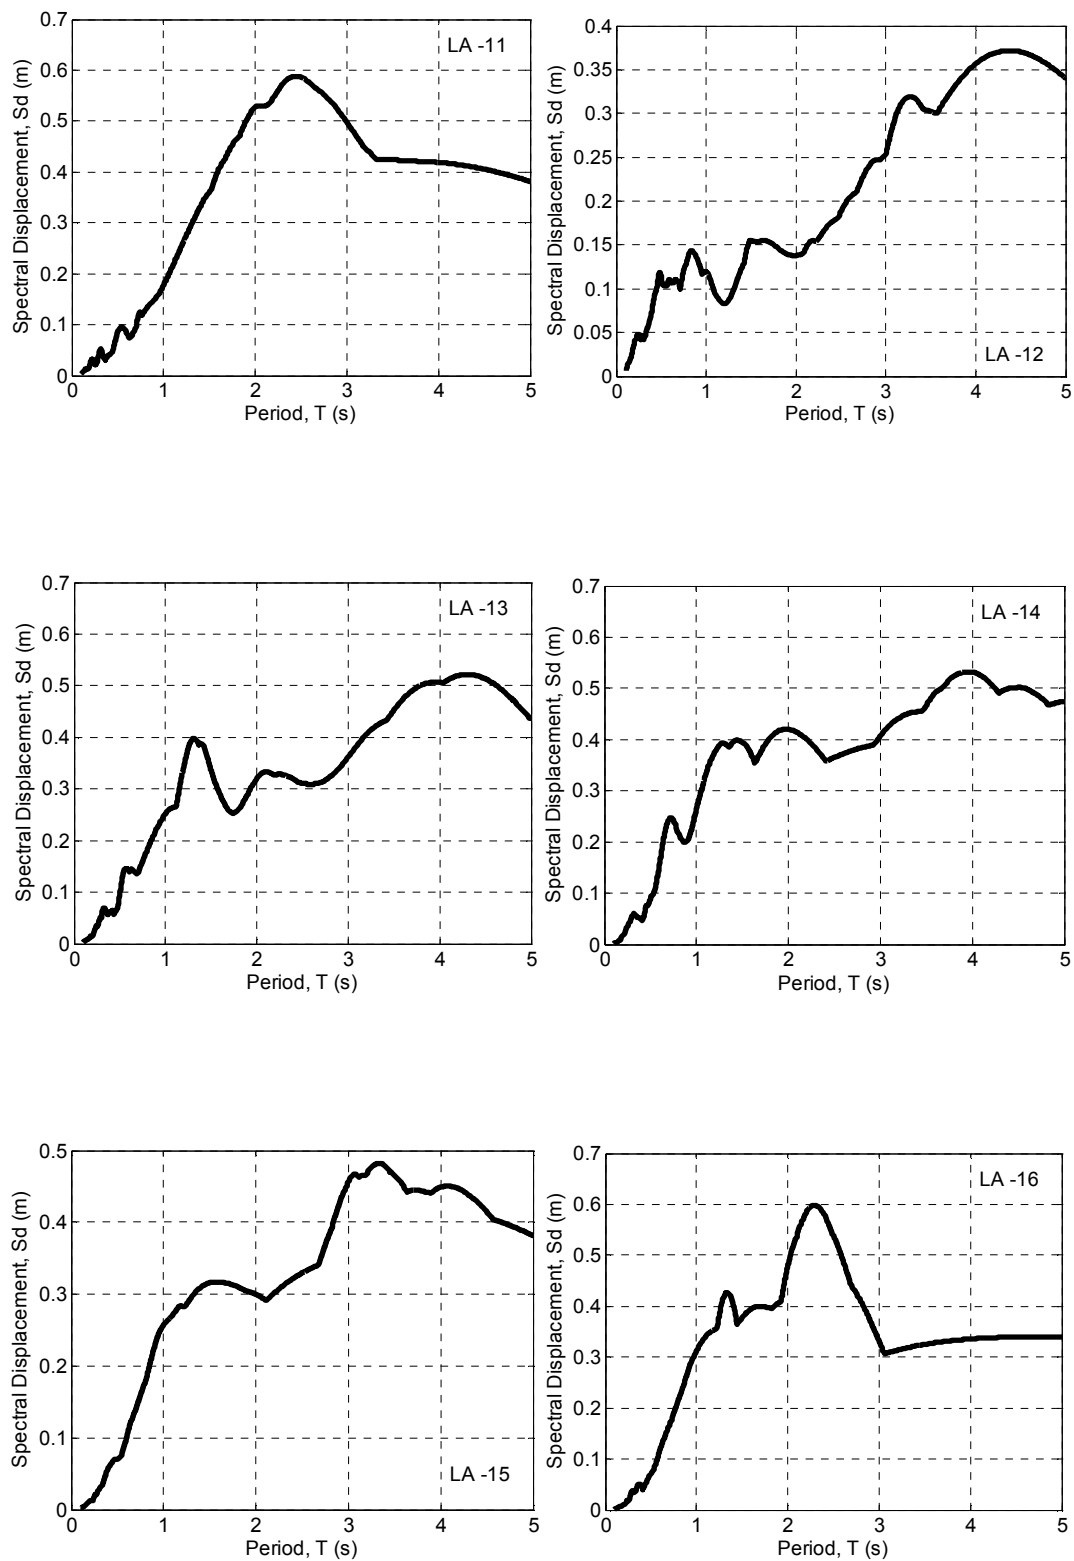 0.7
0.6
0.5
0.4
0.3
0.2
0.1
0
Spectral Displacement, Sd (m)
LA -11
0 1 2 3 4 5
Period, T (s)
0.4
0.35
0.3
0.25
0.2
0.15
0.1
0.05
0
Spectral Displacement, Sd (m)
LA -12
0 1 2 3 4 5
Period, T (s)
0.7
0.6
0.5
0.4
0.3
0.2
0.1
0
Spectral Displacement, Sd (m)
LA -13
0 1 2 3 4 5
Period, T (s)
0.7
0.6
0.5
0.4
0.3
0.2
0.1
0
Spectral Displacement, Sd (m)
LA -14
0 1 2 3 4 5
Period, T (s)
0.5
0.4
0.3
0.2
0.1
0
Spectral Displacement, Sd (m)
LA -15
0 1 2 3 4 5
Period, T (s)
0.7
0.6
0.5
0.4
0.3
0.2
0.1
0
Spectral Displacement, Sd (m)
LA -16
0 1 2 3 4 5
Period, T (s)